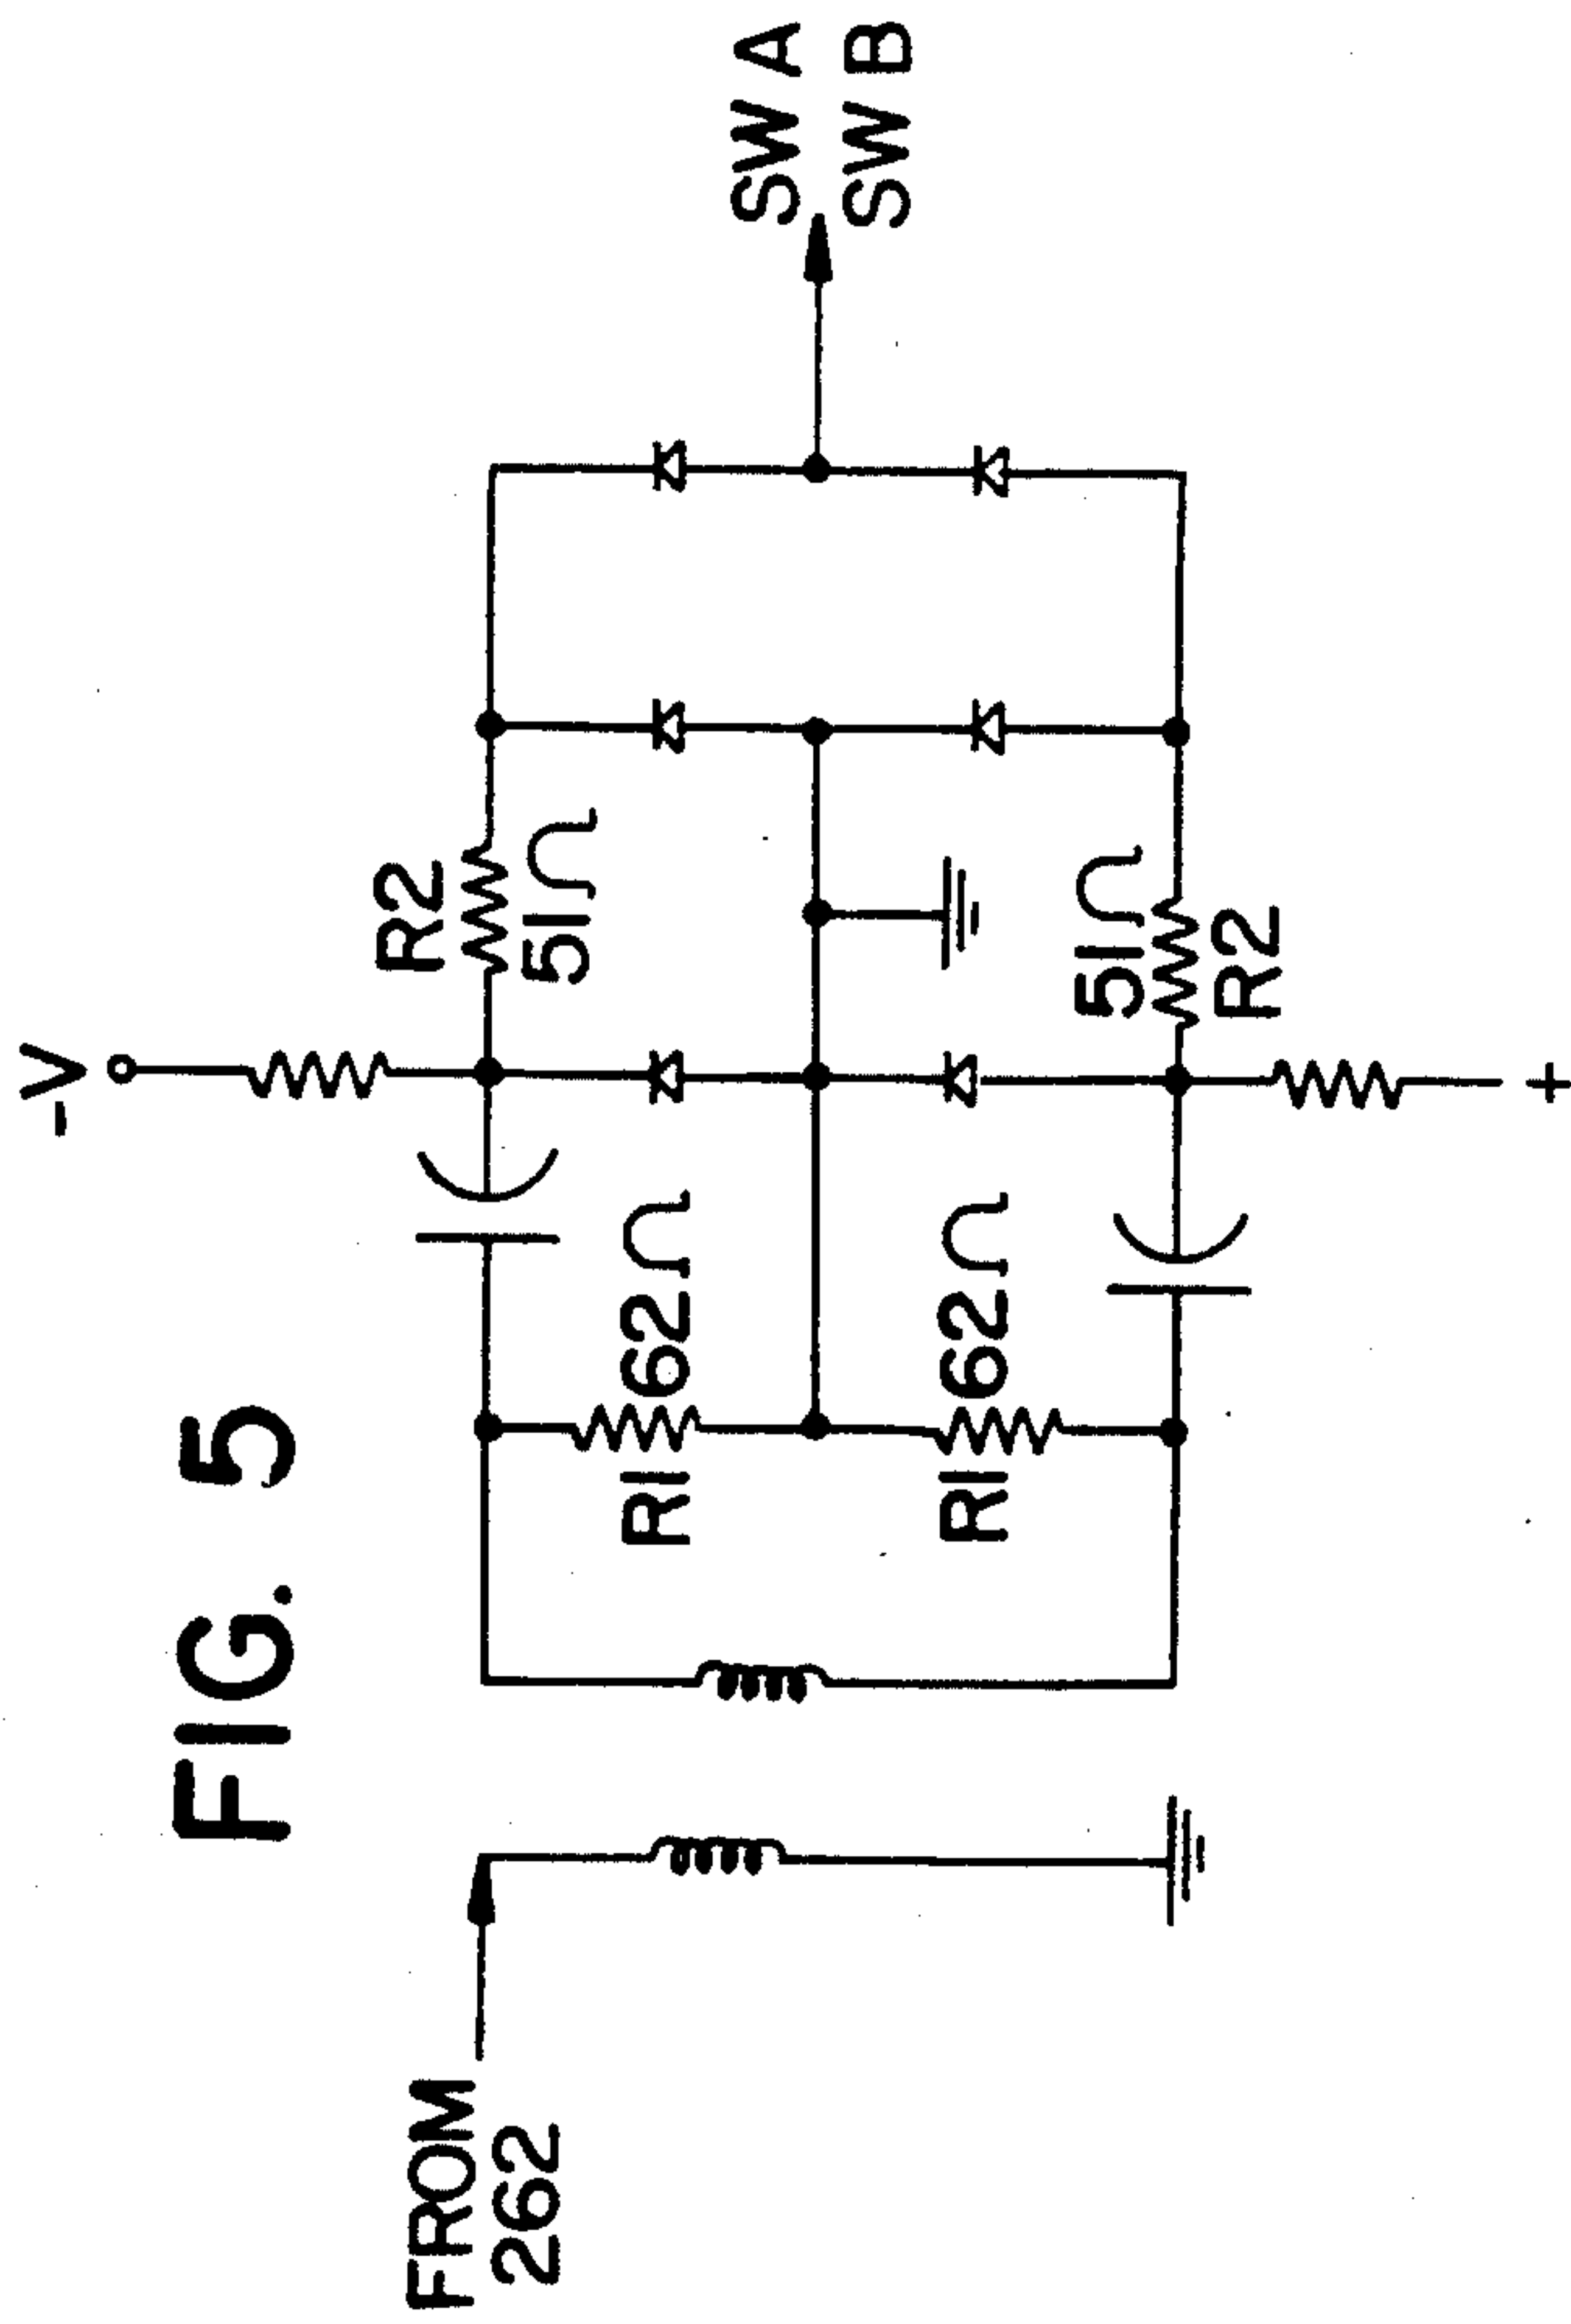 FIG. 5
-V
SW A
SW B
R2
51Ω
R1 62Ω
R1 62Ω
51Ω
R2
+
FROM
262